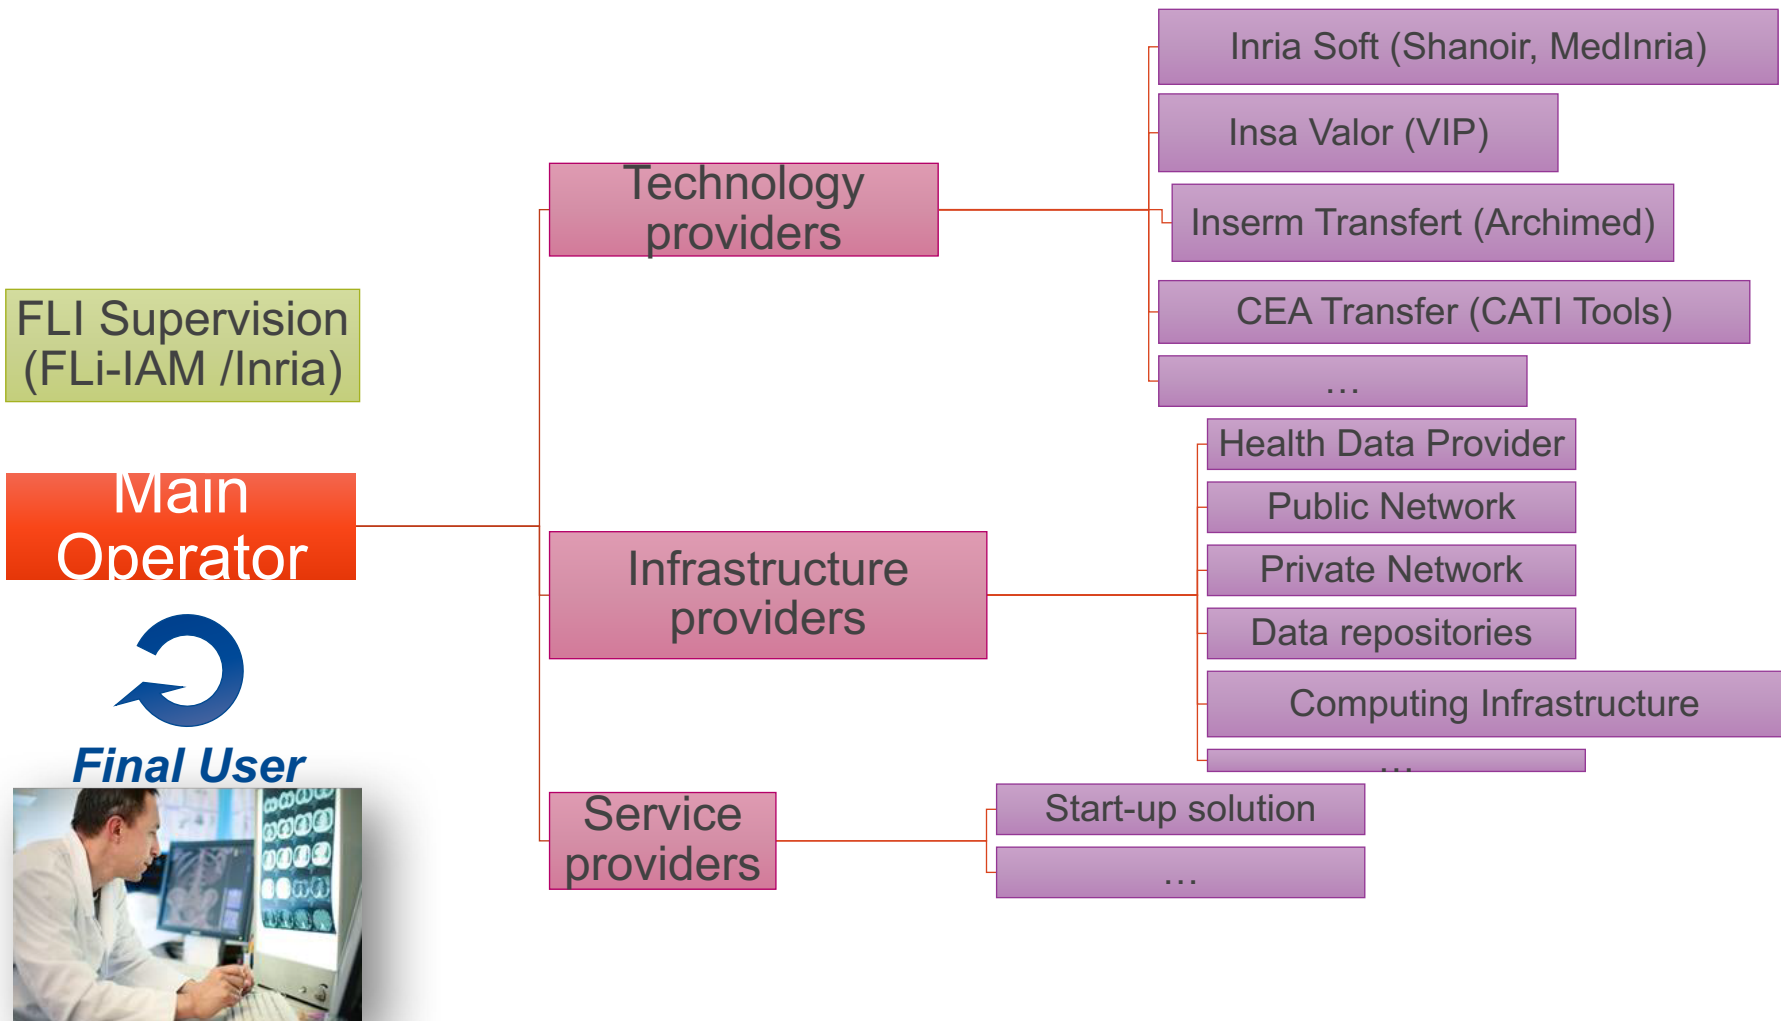 FLI Supervision
(FLi-IAM /Inria)
Main
Operator
Final User
Technology
providers
Inria Soft (Shanoir, MedInria)
Insa Valor (VIP)
Inserm Transfert (Archimed)
CEA Transfer (CATI Tools)
…
Infrastructure
providers
Health Data Provider
Public Network
Private Network
Data repositories
Computing Infrastructure
…
Service
providers
Start-up solution
…